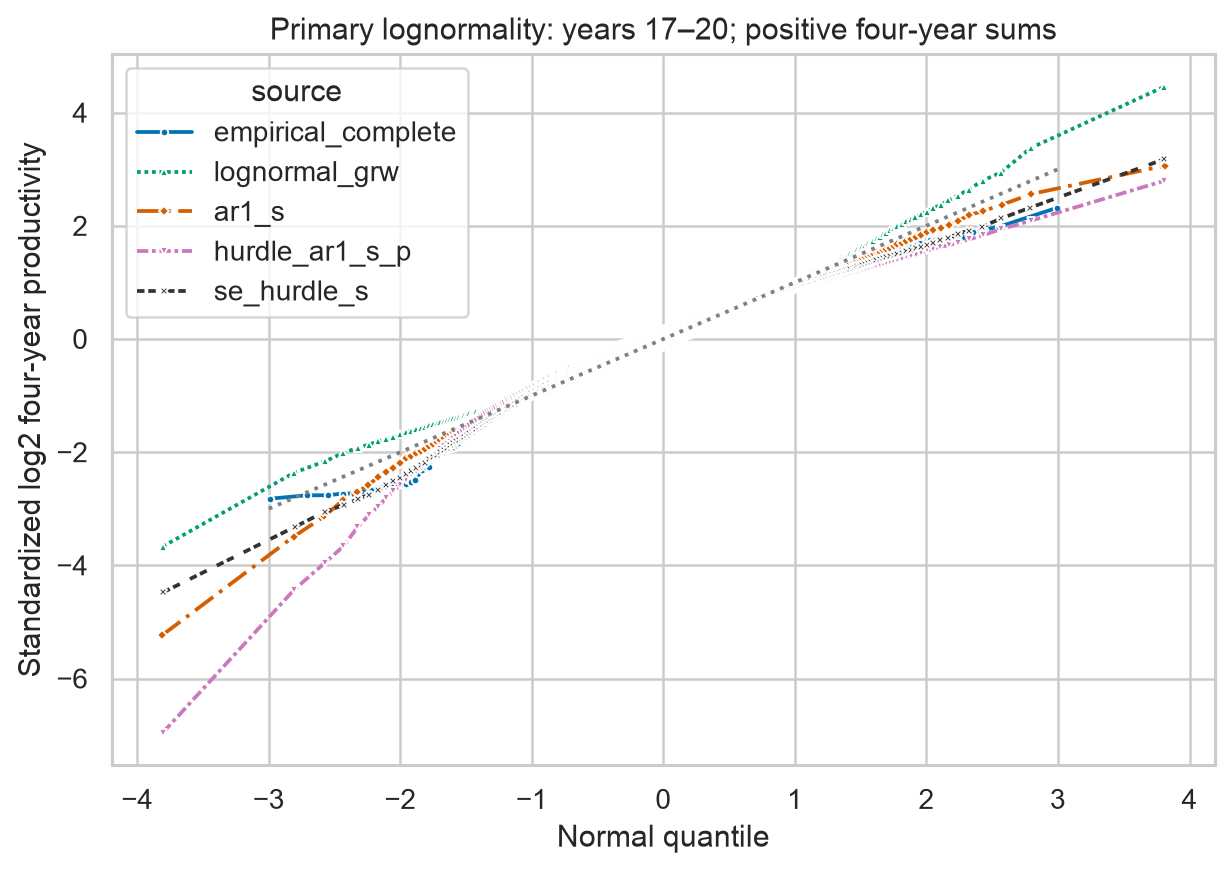 Primary lognormality: years 17–20; positive four-year sums
source
empirical_complete
lognormal_grw
ar1_s
hurdle_ar1_s_p
se_hurdle_s
Standardized log2 four-year productivity
4
2
0
−2
−4
−6
−4 −3 −2 −1 0 1 2 3 4
Normal quantile